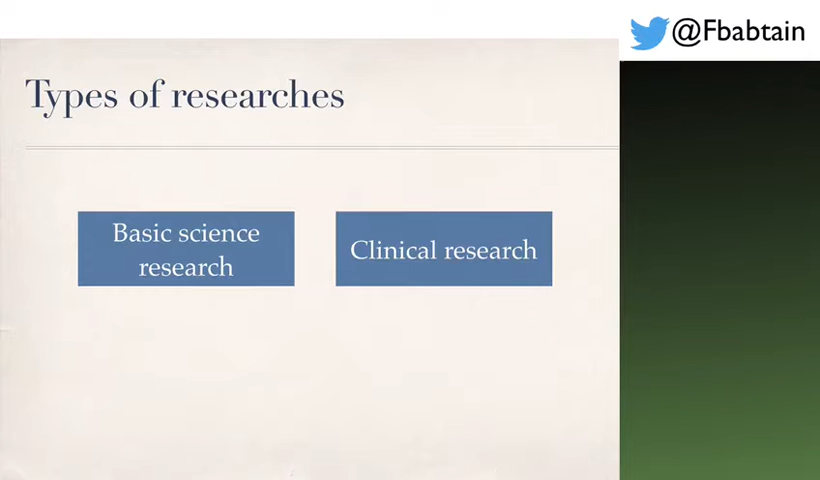 @Fbabtain
Types of researches
Basic science
research
Clinical research